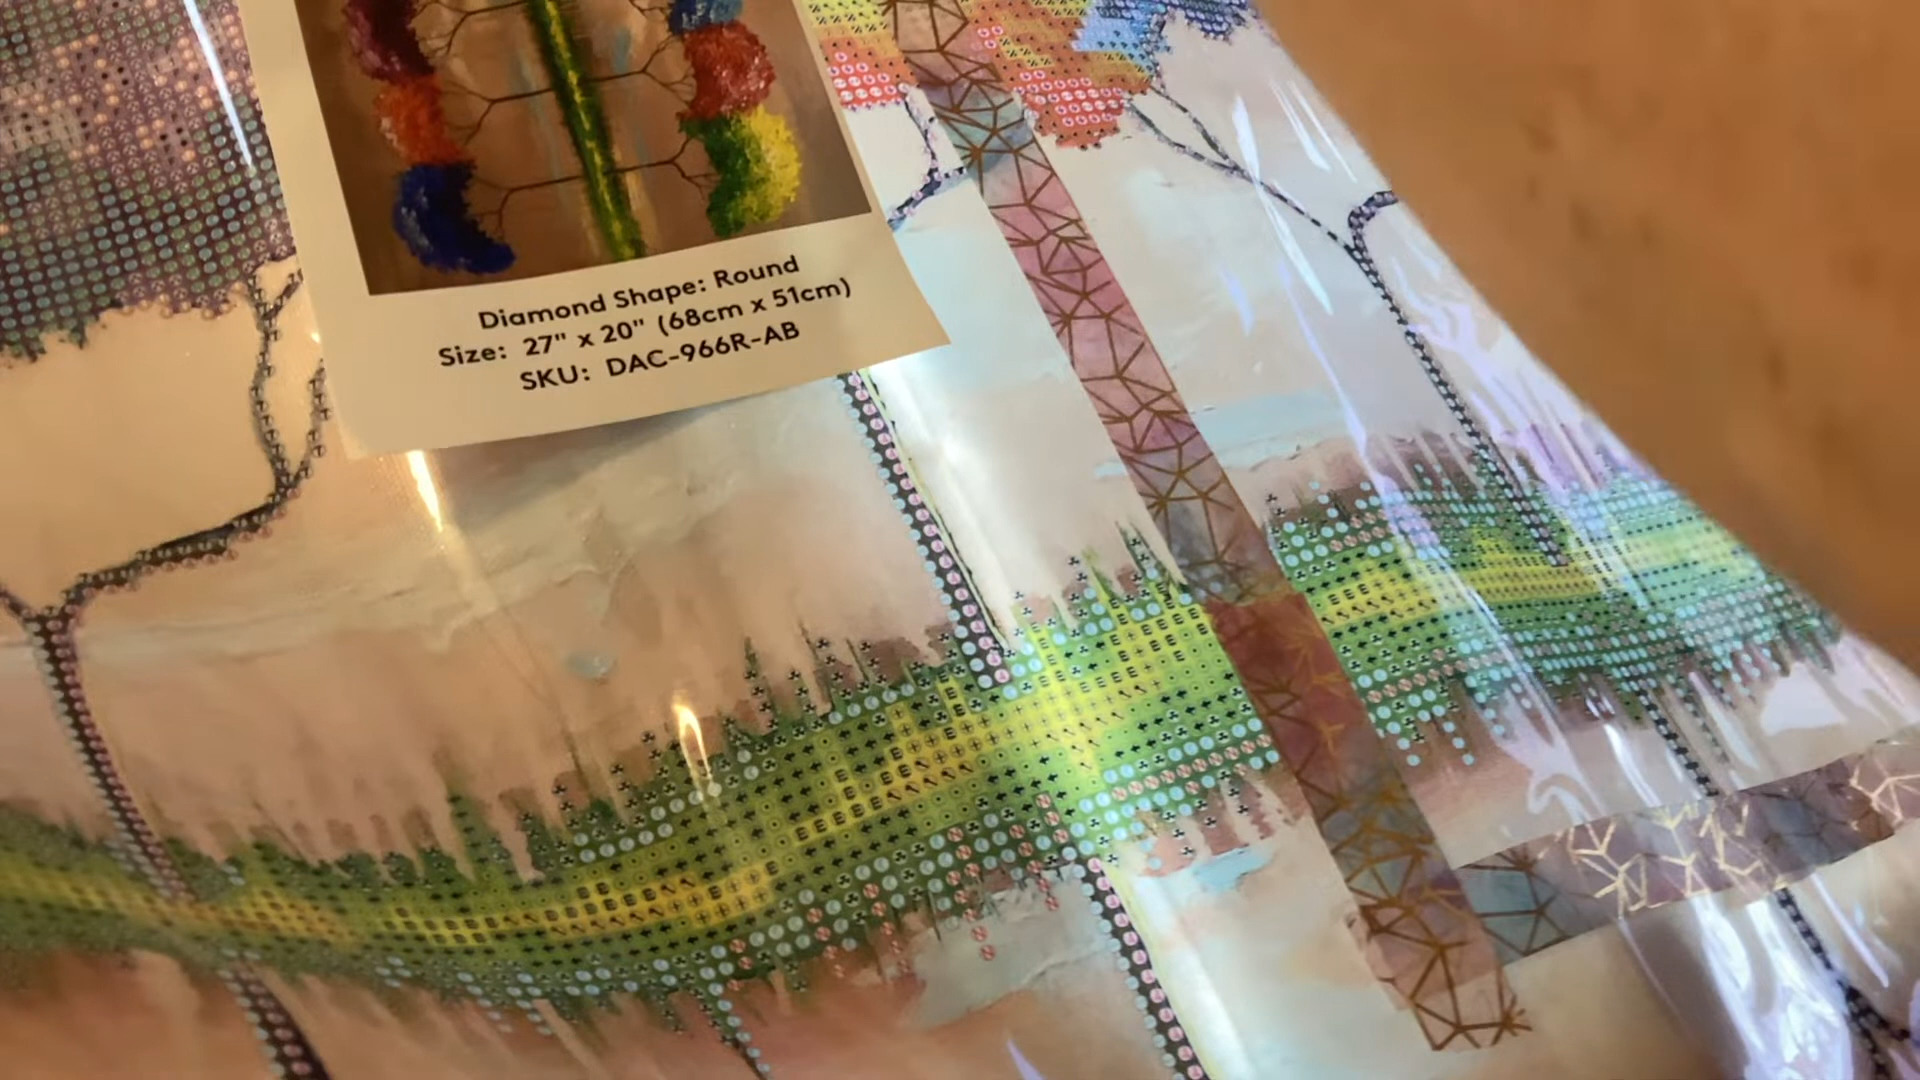 Diamond Shape: Round
Size: 27" x 20" (68cm x 51cm)
SKU: DAC-966R-AB